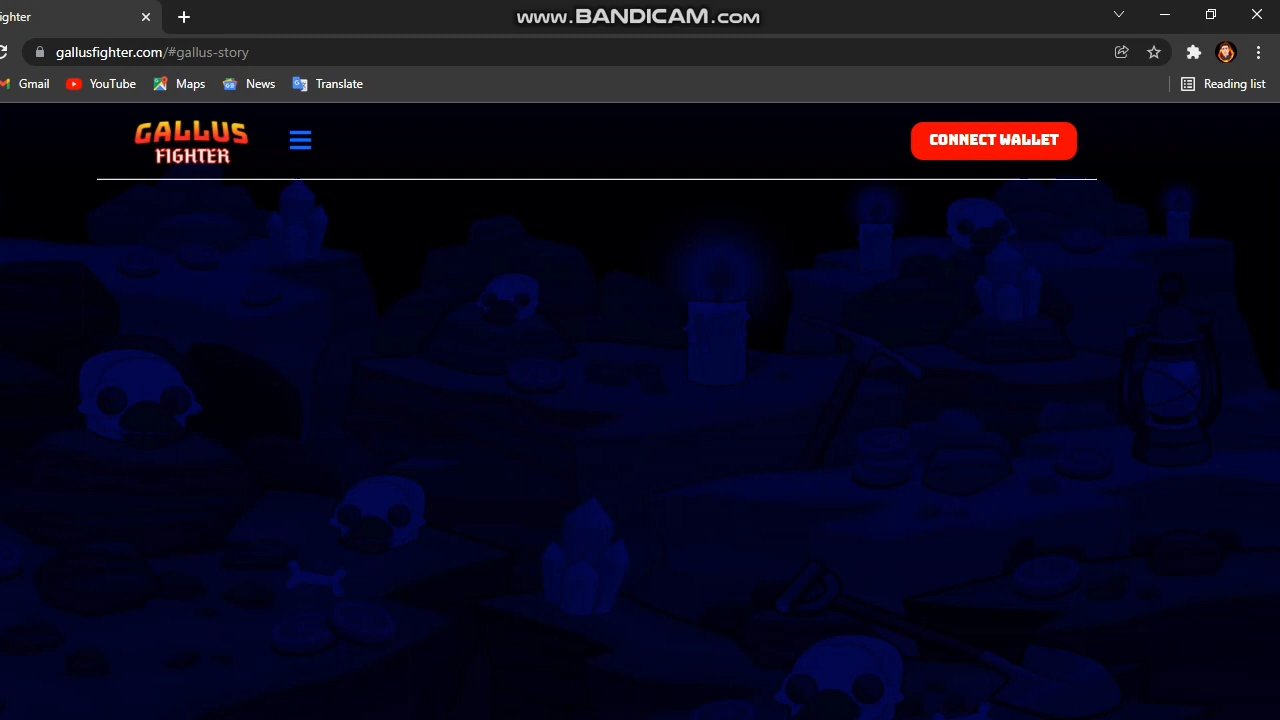 ighter
www.BANDICAM.com
gallusfighter.com/#gallus-story
Gmail
YouTube
Maps
News
Translate
Reading list
GALLUS
FIGHTER
CONNECT WALLET